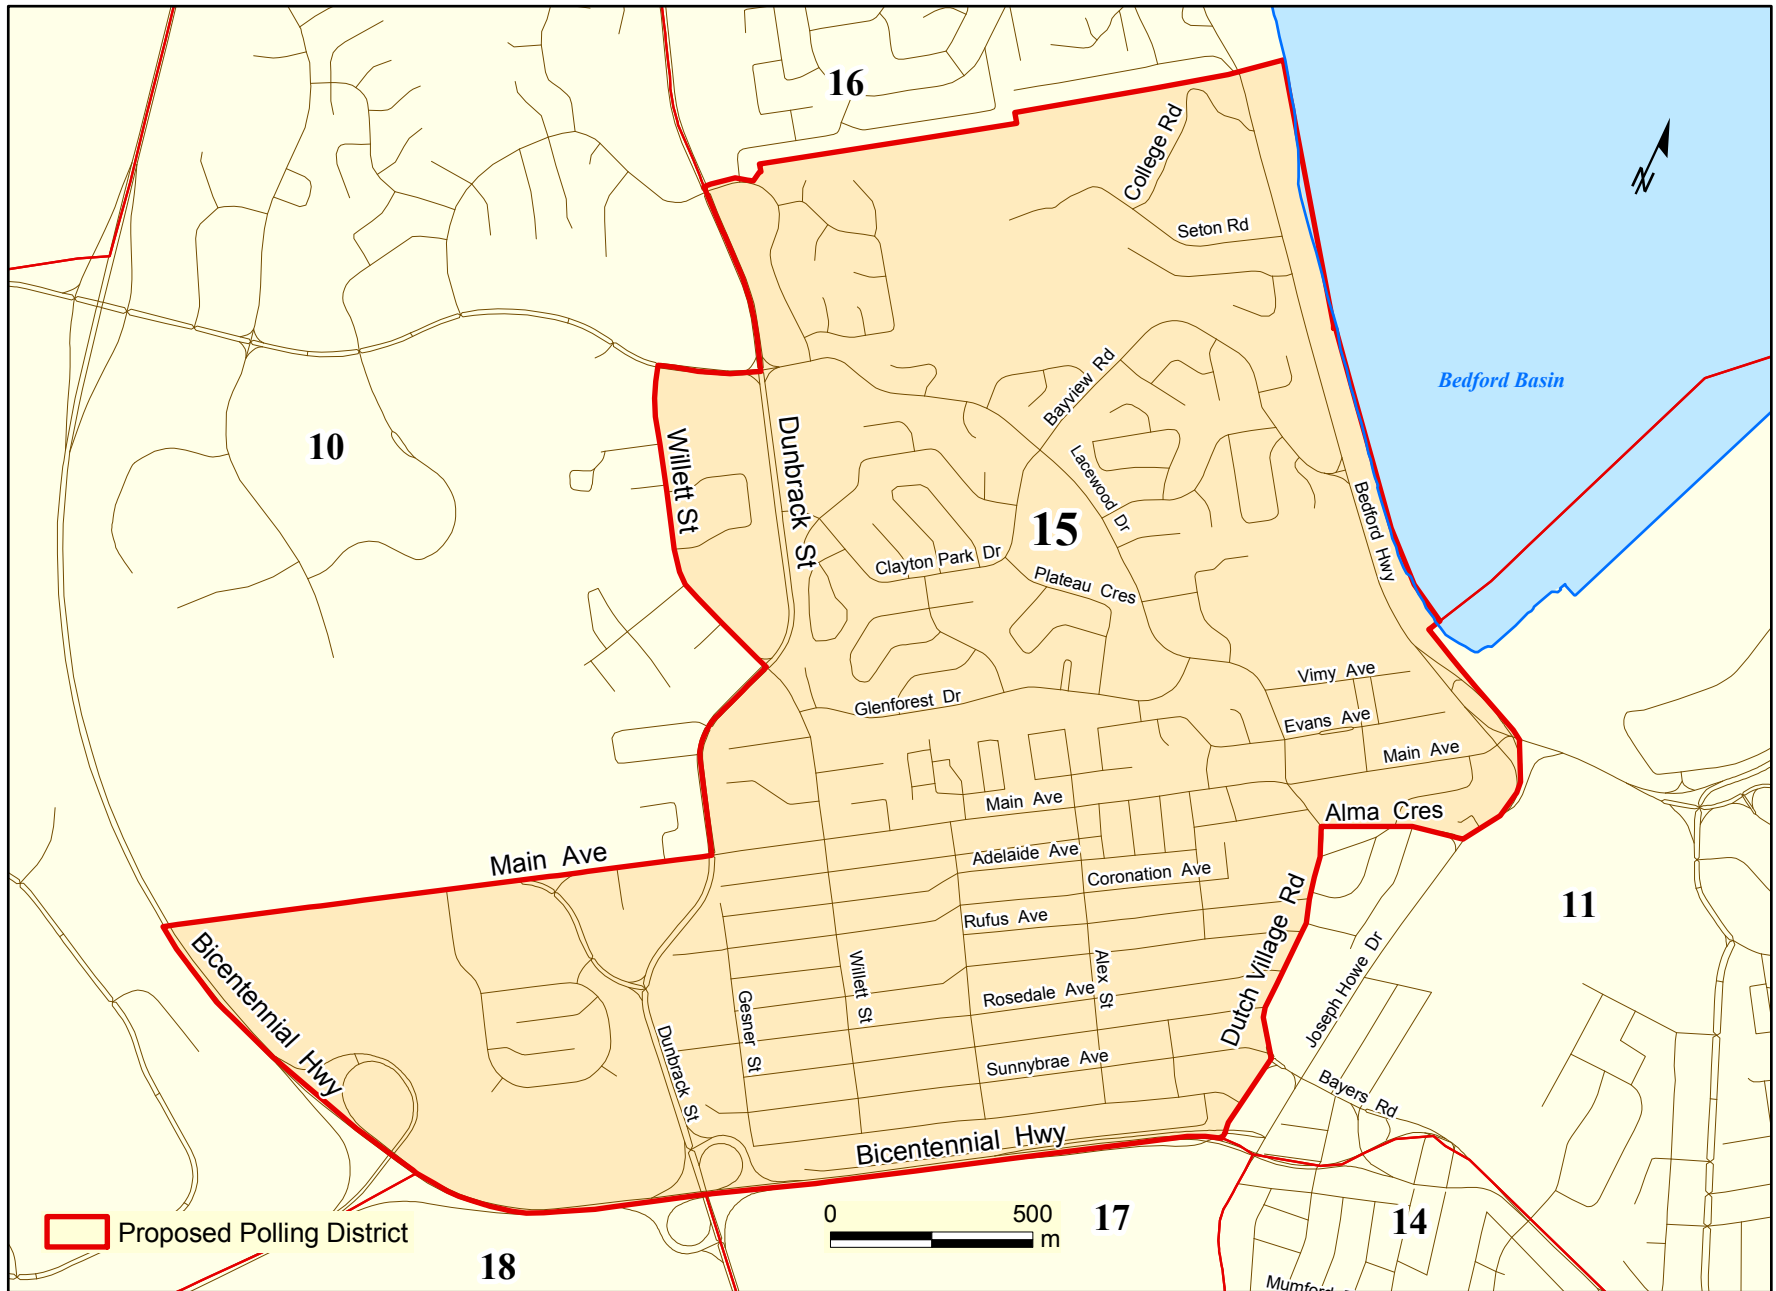 16
College Rd
Seton Rd
Bayview Rd
Bedford Basin
N
10
Willett St
Dunbrack St
Lacewood Dr
15
Bedford Hwy
Clayton Park Dr
Plateau Cres
Vimy Ave
Glenforest Dr
Evans Ave
Main Ave
Main Ave
Alma Cres
Main Ave
Adelaide Ave
Coronation Ave
Rufus Ave
11
Dutch Village Rd
Bicentennial Hwy
Willett St
Alex St
Joseph Howe Dr
Gesner St
Rosedale Ave
Dunbrack St
Sunnybrae Ave
Bayers Rd
Bicentennial Hwy
0 500
m
17
14
Proposed Polling District
18
Mumford